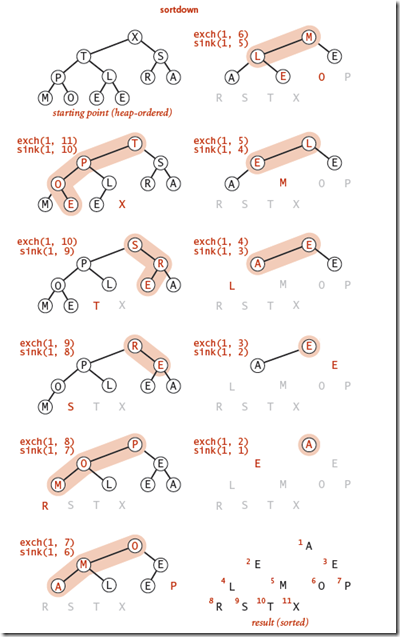 sortdown
X
T S
P L R A
M O E E
starting point (heap-ordered)
exch(1, 11)
sink(1, 10)
T
P S
O L R A
M E E X
exch(1, 10)
sink(1, 9)
S
P R
O L E A
M E T X
exch(1, 9)
sink(1, 8)
R
P E
O L E A
M S T X
exch(1, 8)
sink(1, 7)
P
O E
M L E A
R S T X
exch(1, 7)
sink(1, 6)
O
M E
A L E P
R S T X
exch(1, 6)
sink(1, 5)
M
L E
A E O P
R S T X
exch(1, 5)
sink(1, 4)
L
E E
A M O P
R S T X
exch(1, 4)
sink(1, 3)
E
A E
L M O P
R S T X
exch(1, 3)
sink(1, 2)
E
A E
L M O P
R S T X
exch(1, 2)
sink(1, 1)
A
E E
L M O P
R S T X
1 A
2 E 3 E
4 L 5 M 6 O 7 P
8 R 9 S 10 T 11 X
result (sorted)